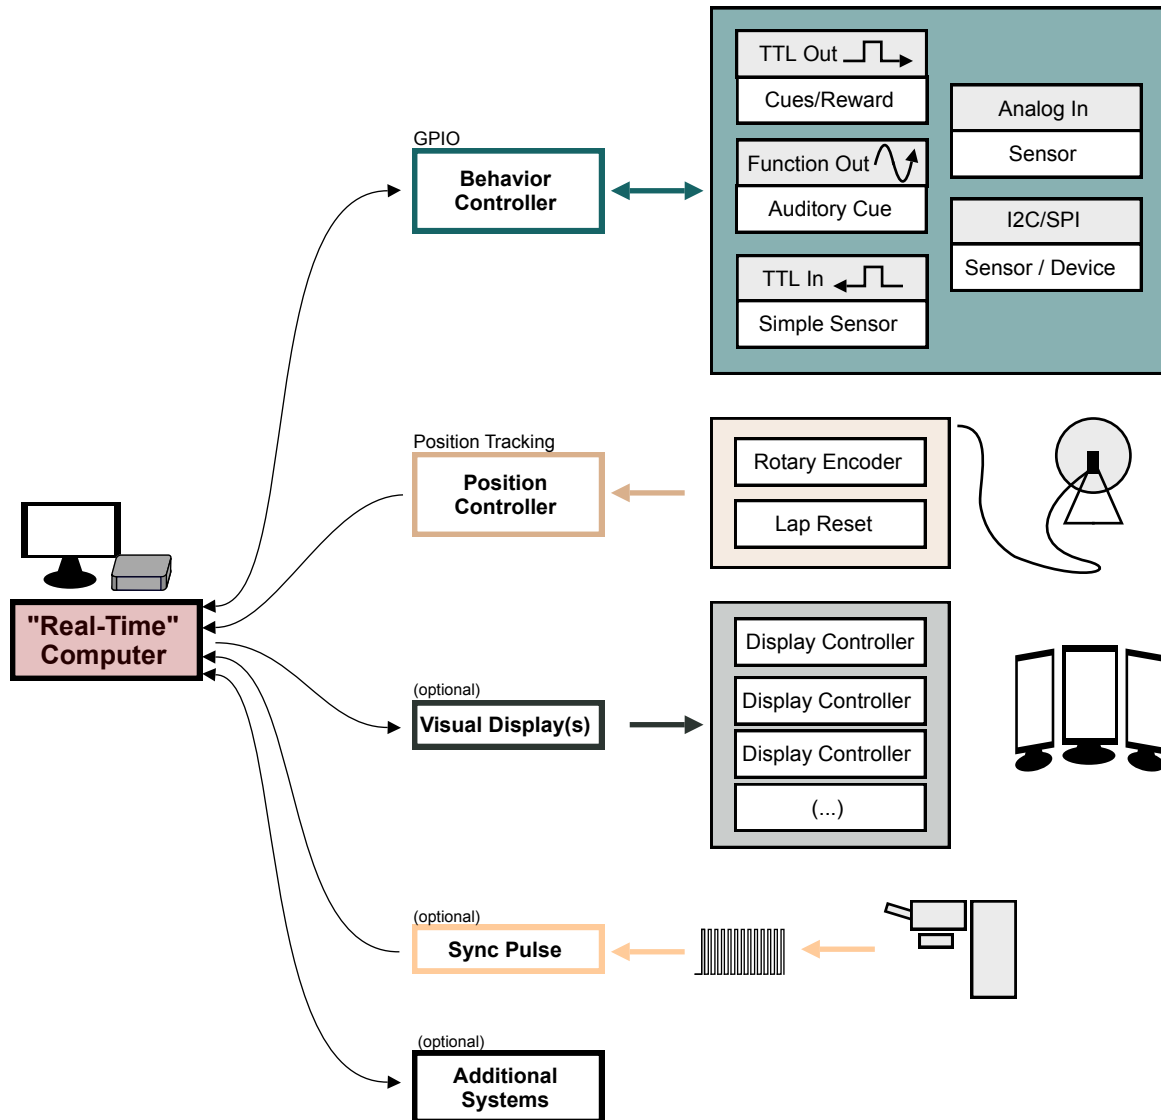 TTL Out
Cues/Reward
Analog In
Sensor
GPIO
Behavior
Controller
Function Out
Auditory Cue
I2C/SPI
Sensor / Device
TTL In
Simple Sensor
Position Tracking
Position
Controller
Rotary Encoder
Lap Reset
"Real-Time"
Computer
(optional)
Visual Display(s)
Display Controller
Display Controller
Display Controller
(...)
(optional)
Sync Pulse
(optional)
Additional
Systems